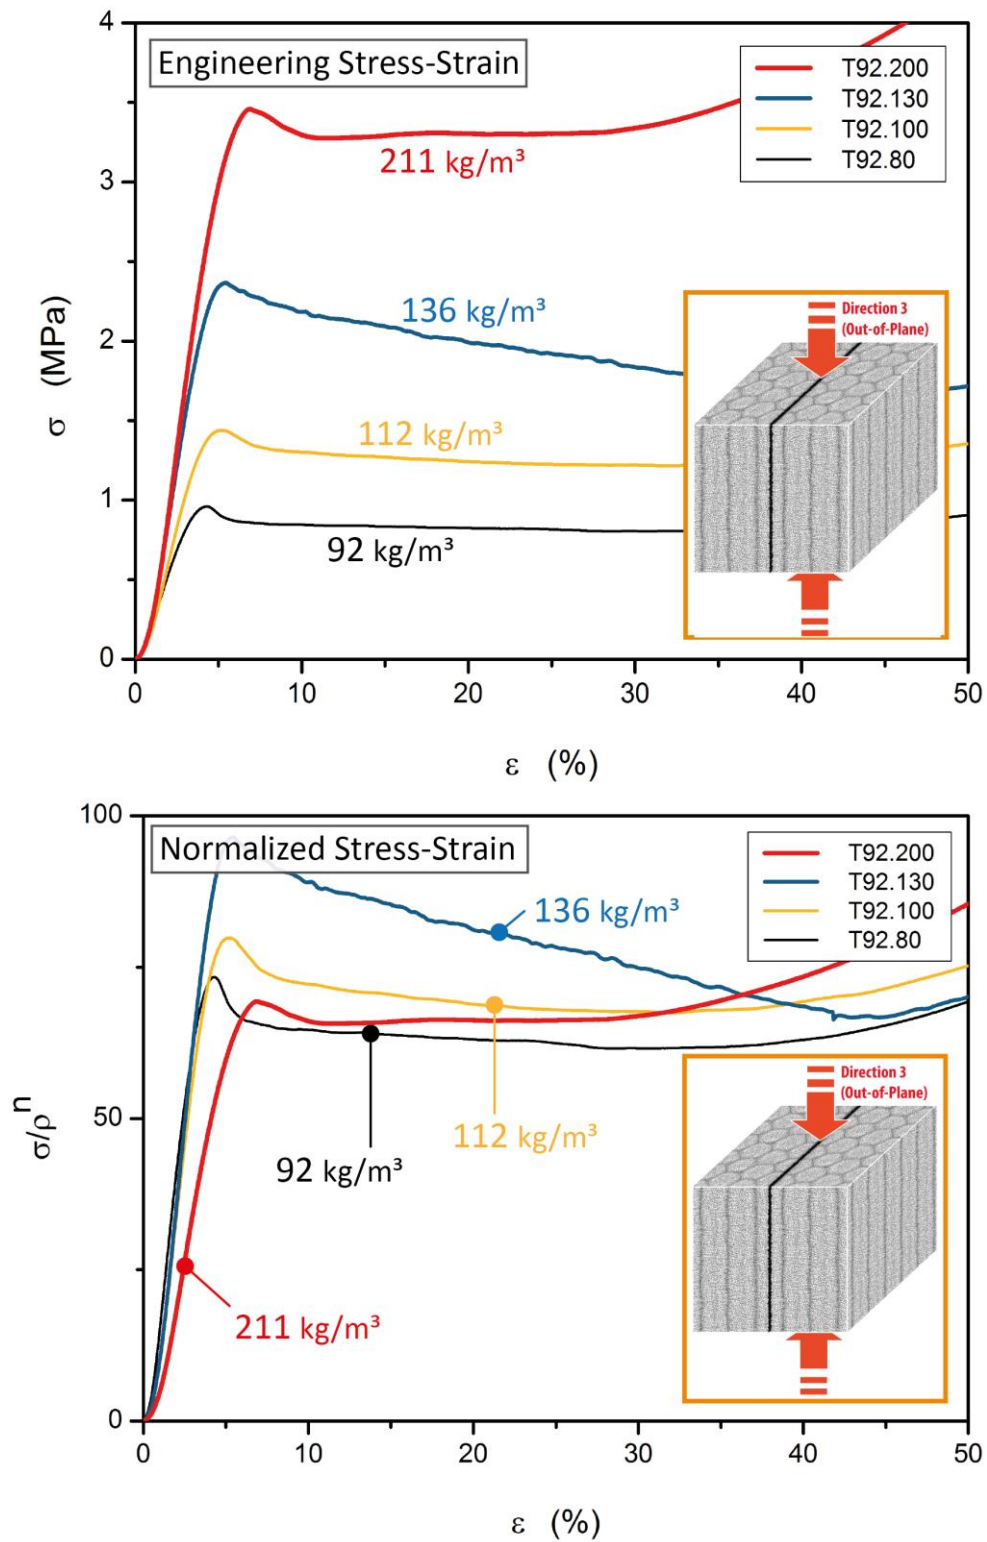 Engineering Stress-Strain
T92.200
T92.130
T92.100
T92.80
211 kg/m³
136 kg/m³
112 kg/m³
92 kg/m³
Direction 3
(Out-of-Plane)
σ (MPa)
4
3
2
1
0
0 10 20 30 40 50
ε (%)
Normalized Stress-Strain
T92.200
T92.130
T92.100
T92.80
136 kg/m³
112 kg/m³
92 kg/m³
211 kg/m³
Direction 3
(Out-of-Plane)
σ/ρⁿ
100
50
0
0 10 20 30 40 50
ε (%)